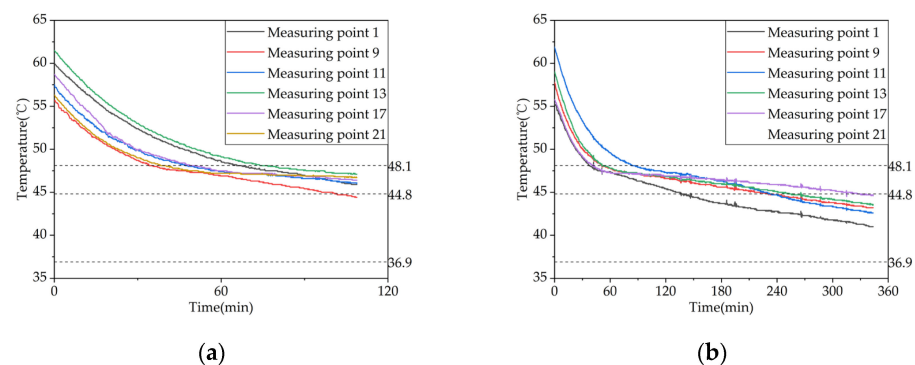 65
60
55
50
45
40
35
Temperature(℃)
Measuring point 1
Measuring point 9
Measuring point 11
Measuring point 13
Measuring point 17
Measuring point 21
48.1
44.8
36.9
0
60
120
Time(min)
(a)
65
60
55
50
45
40
35
Temperature(℃)
Measuring point 1
Measuring point 9
Measuring point 11
Measuring point 13
Measuring point 17
Measuring point 21
48.1
44.8
36.9
0
60
120
180
240
300
360
Time(min)
(b)